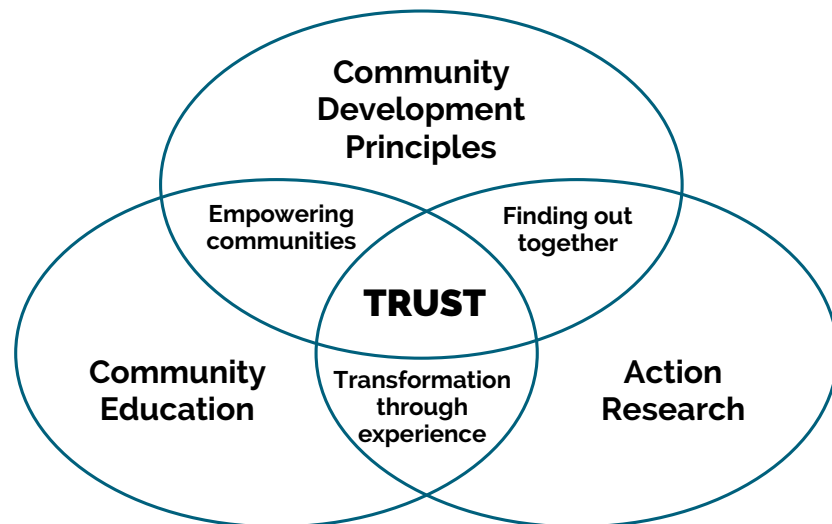 Community
Development
Principles
Empowering
communities
Finding out
together
TRUST
Community
Education
Transformation
through
experience
Action
Research